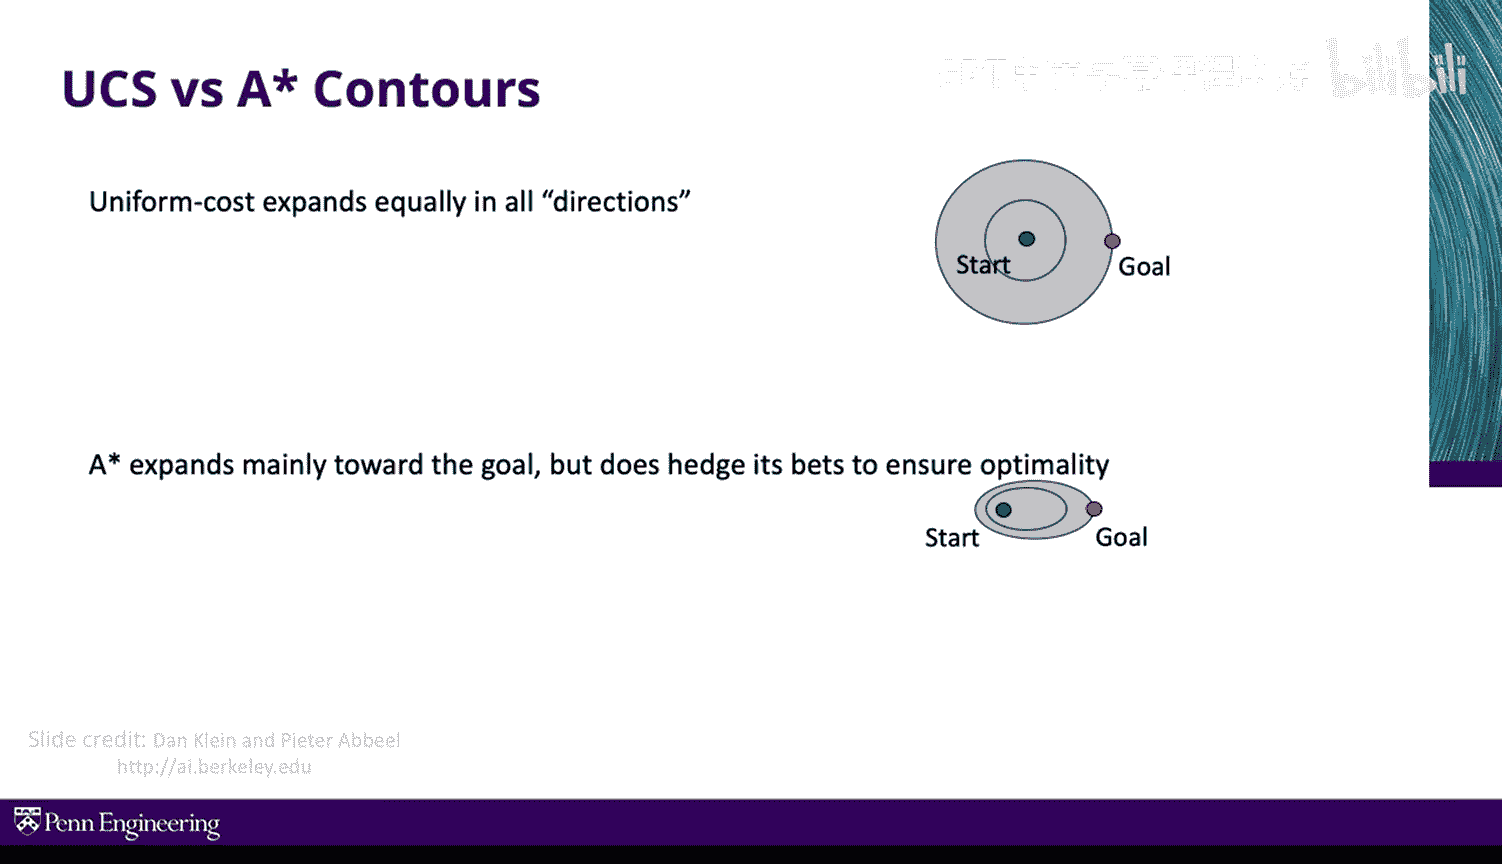 UCS vs A* Contours
bilibili
Uniform-cost expands equally in all “directions”
Start
Goal
A* expands mainly toward the goal, but does hedge its bets to ensure optimality
Start
Goal
Slide credit: Dan Klein and Pieter Abbeel
http://ai.berkeley.edu
Penn Engineering